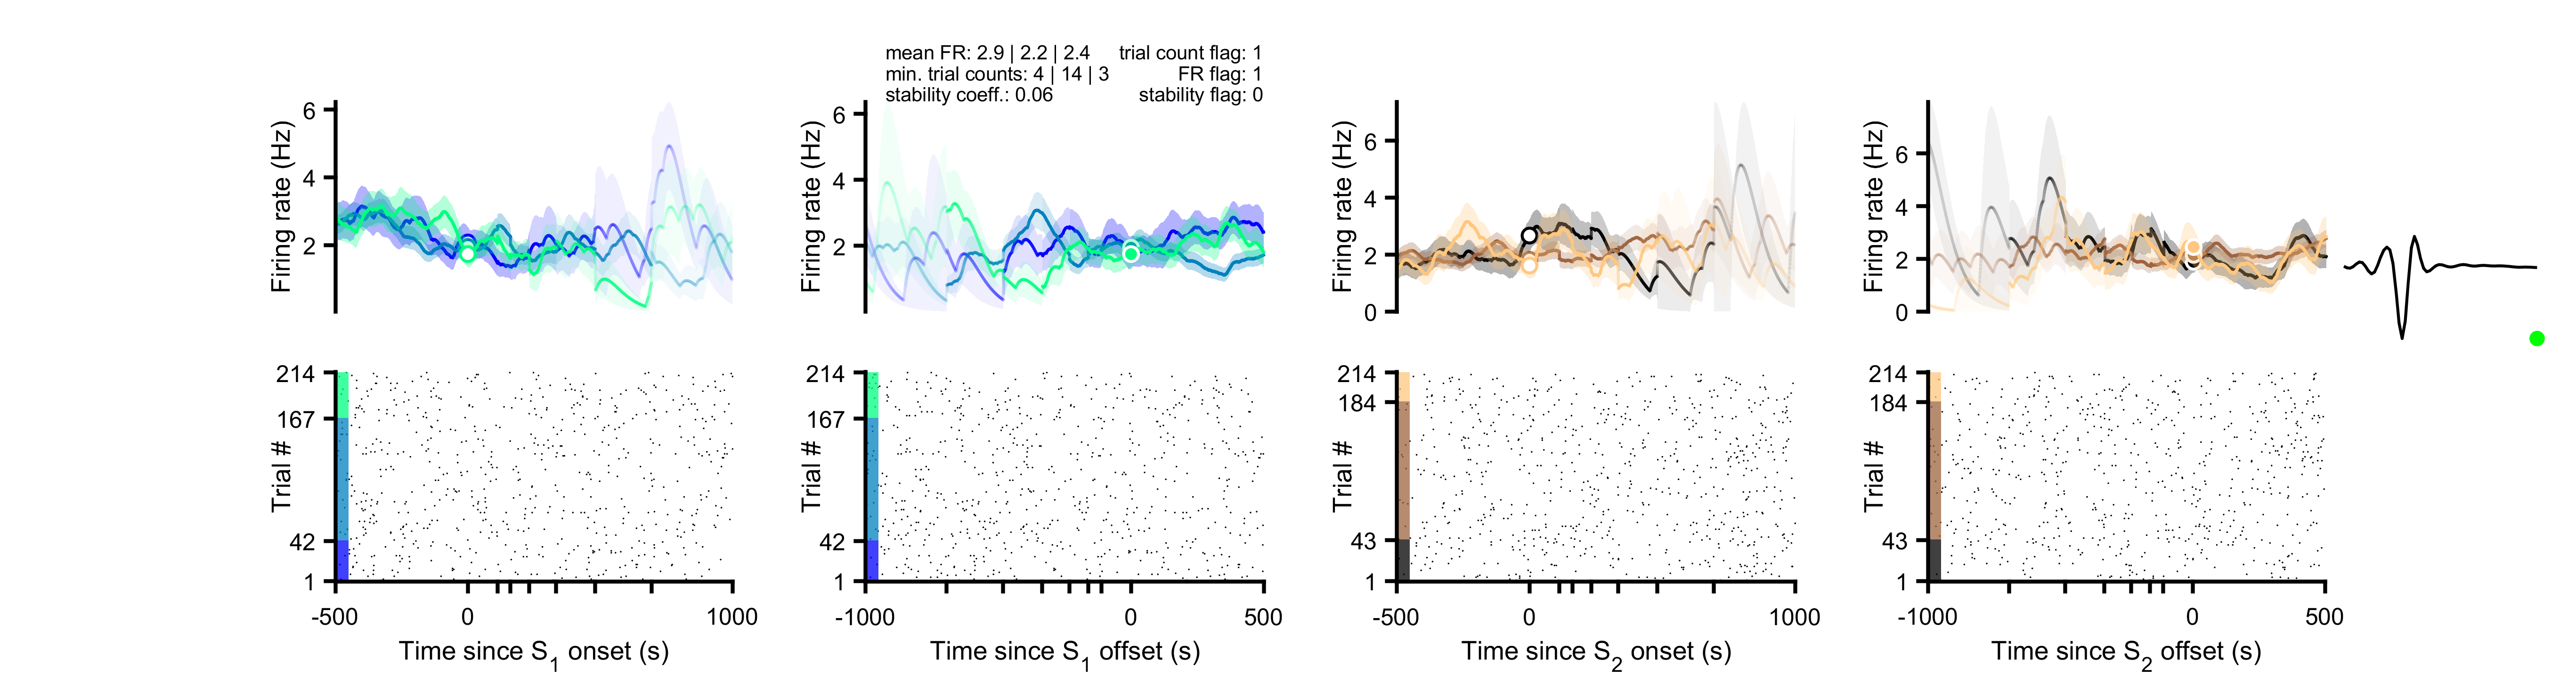 mean FR: 2.9 | 2.2 | 2.4 trial count flag: 1
min. trial counts: 4 | 14 | 3 FR flag: 1
stability coeff.: 0.06 stability flag: 0
Firing rate (Hz)
6
4
2
Firing rate (Hz)
6
4
2
Firing rate (Hz)
6
4
2
0
Firing rate (Hz)
6
4
2
0
Trial #
214
167
42
1
-500 0 1000
Time since S1 onset (s)
Trial #
214
167
42
1
-1000 0 500
Time since S1 offset (s)
Trial #
214
184
43
1
-500 0 1000
Time since S2 onset (s)
Trial #
214
184
43
1
-1000 0 500
Time since S2 offset (s)